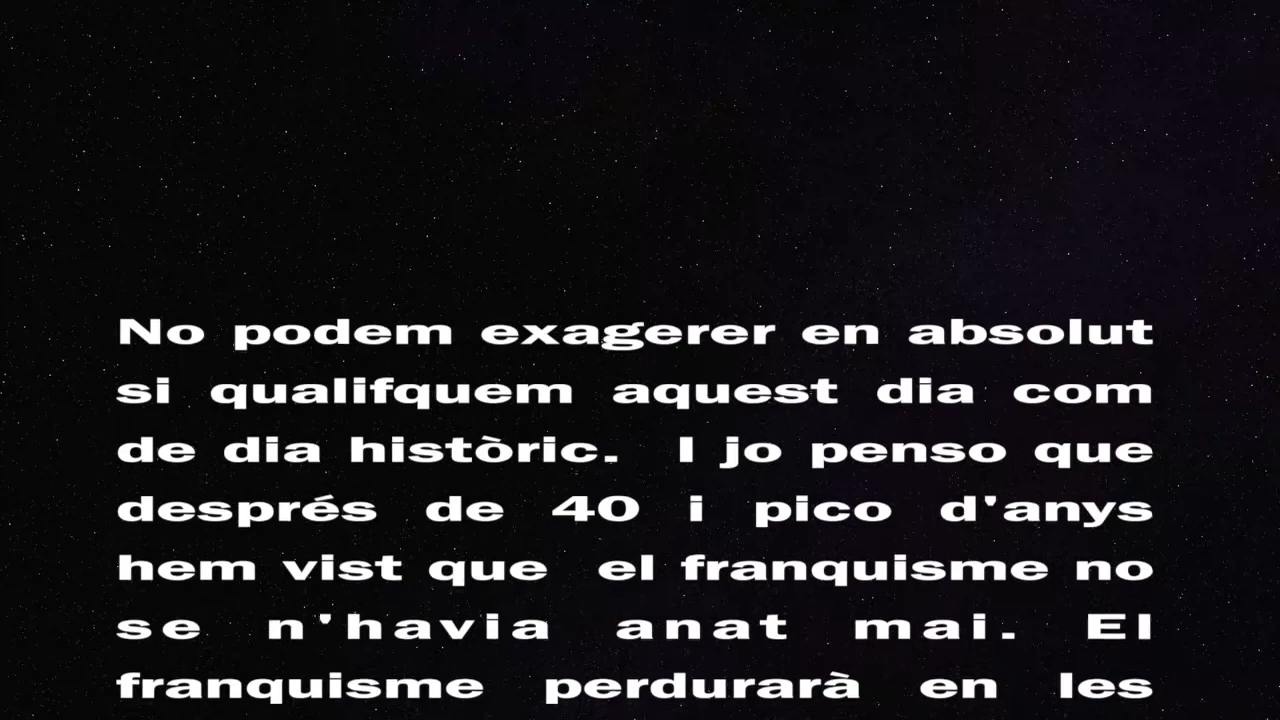 No podem exagerer en absolut
si qualifquem aquest dia com
de dia històric. I jo penso que
després de 40 i pico d'anys
hem vist que el franquisme no
se n'havia anat mai. El
franquisme perdurarà en les